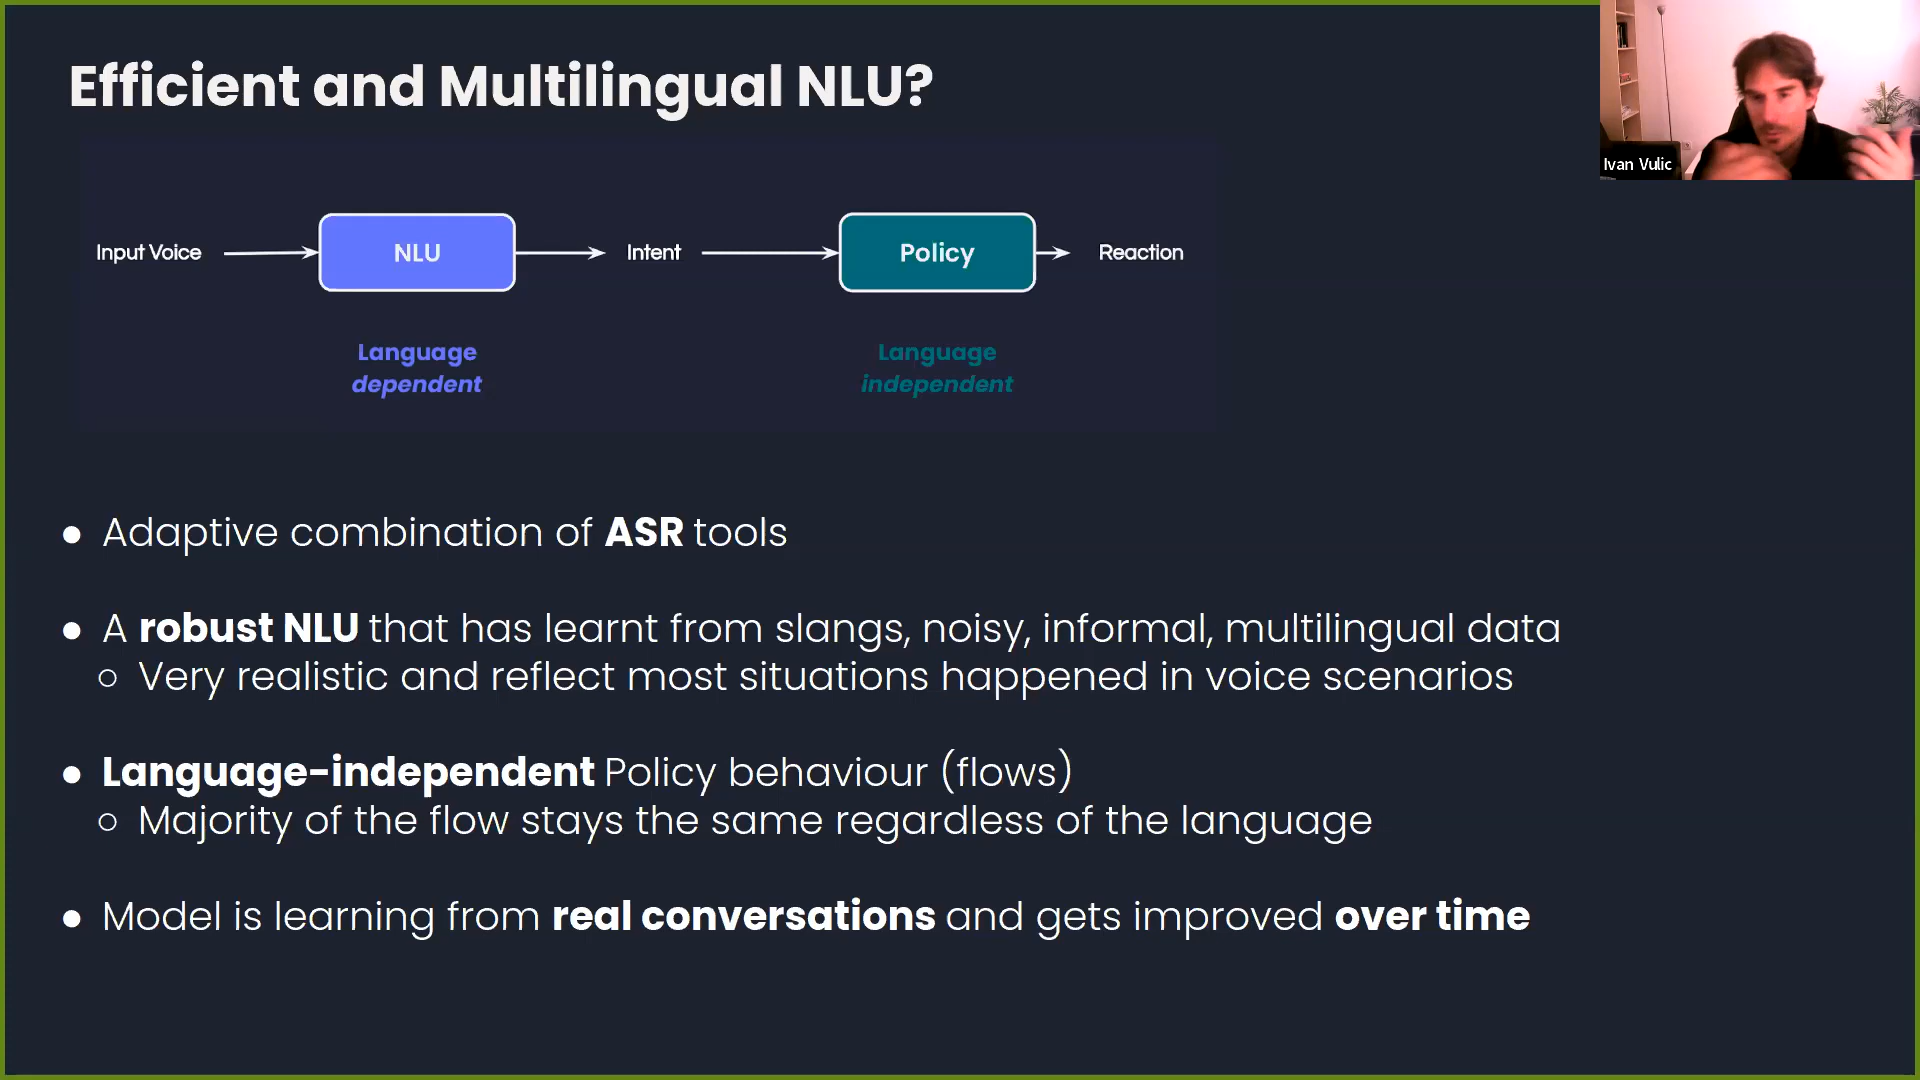 Efficient and Multilingual NLU?
Ivan Vulic
Input Voice
NLU
Intent
Policy
Reaction
Language
dependent
Language
independent
● Adaptive combination of ASR tools
● A robust NLU that has learnt from slangs, noisy, informal, multilingual data
○ Very realistic and reflect most situations happened in voice scenarios
● Language-independent Policy behaviour (flows)
○ Majority of the flow stays the same regardless of the language
● Model is learning from real conversations and gets improved over time